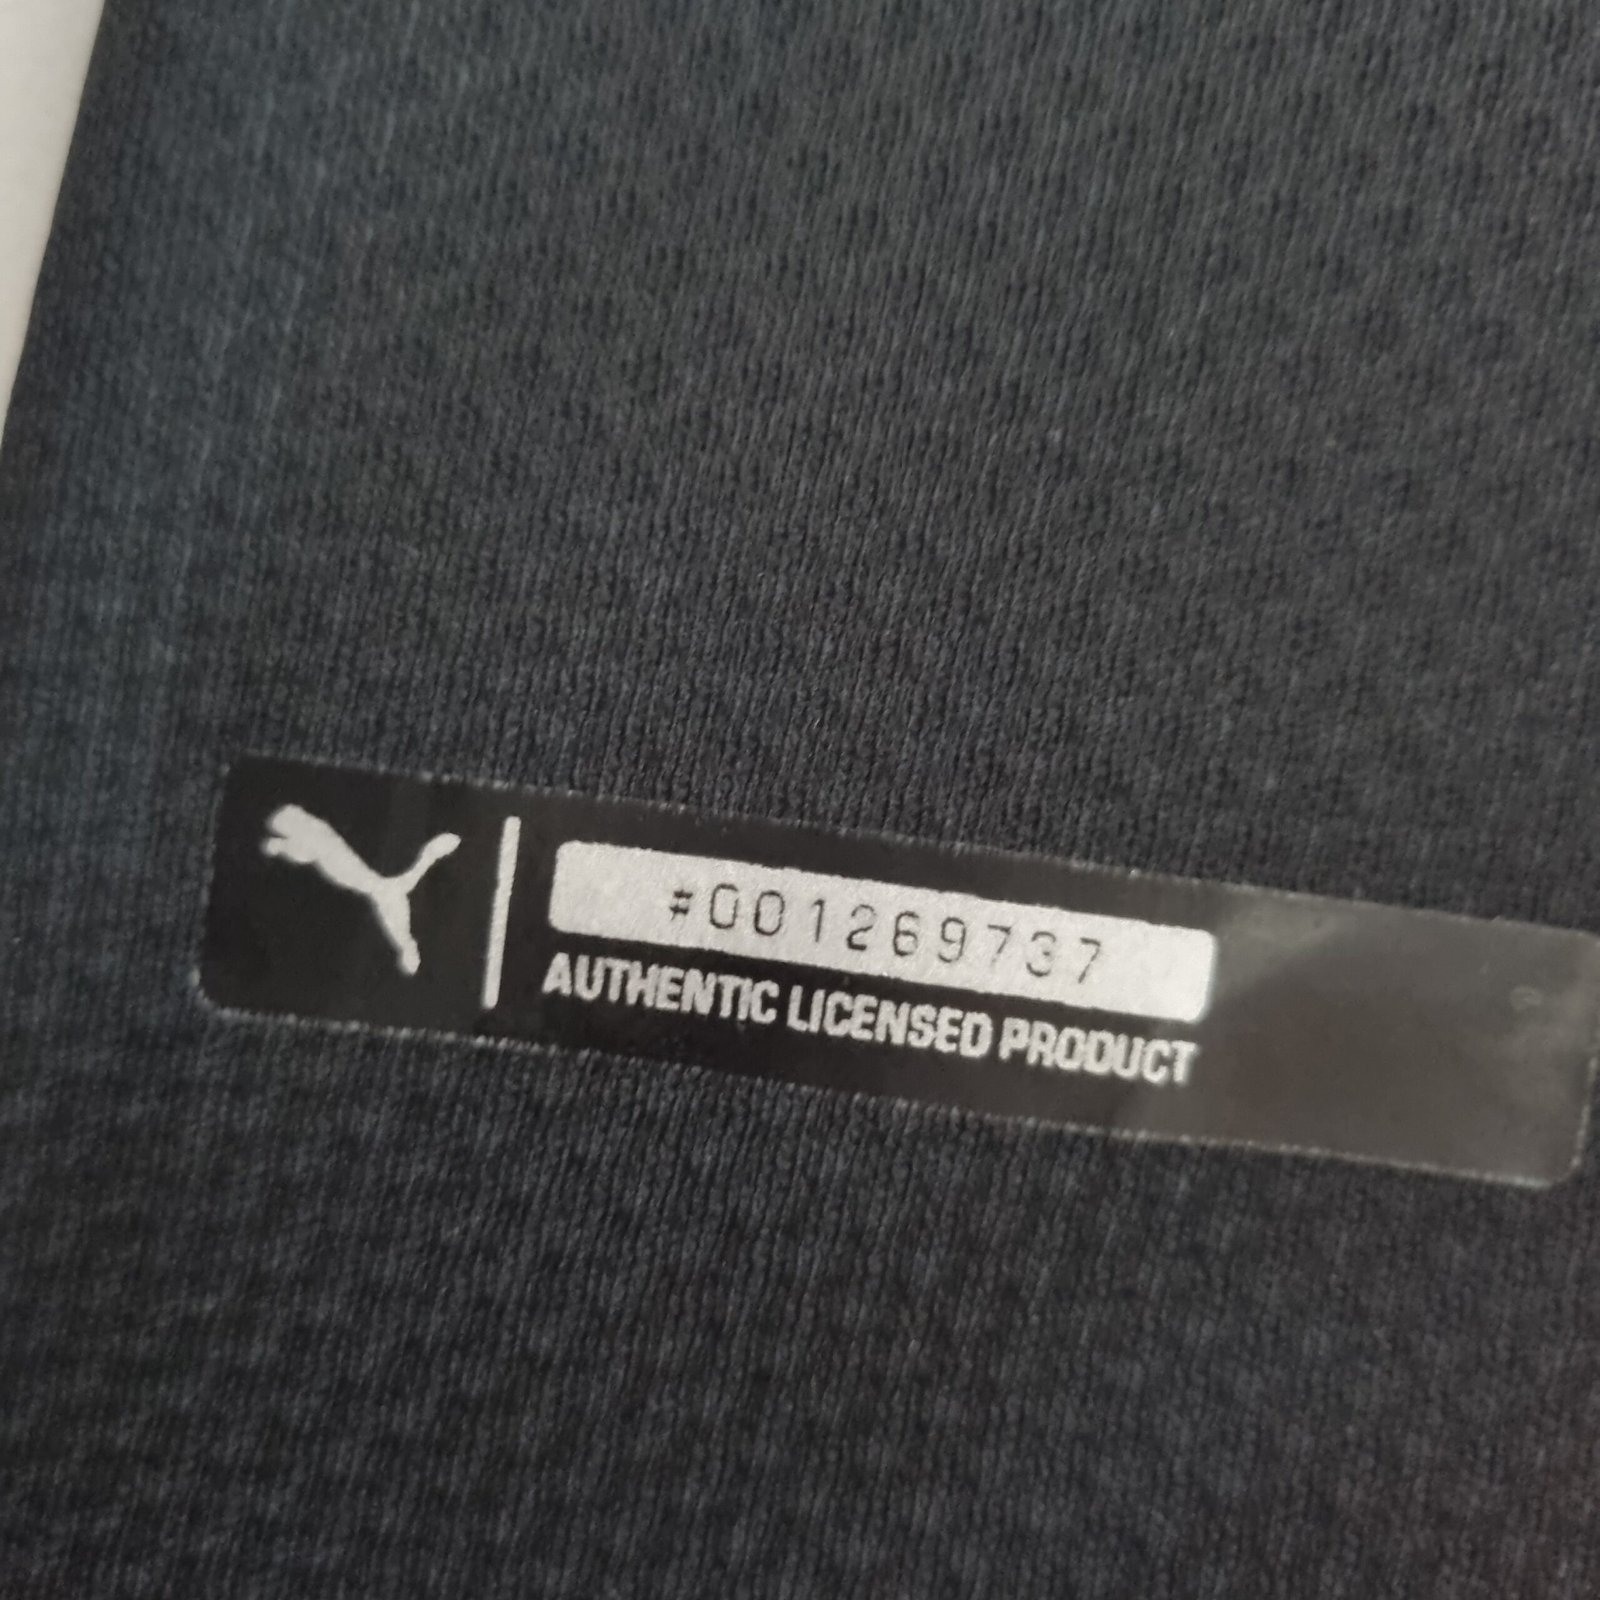 #001269737
AUTHENTIC LICENSED PRODUCT